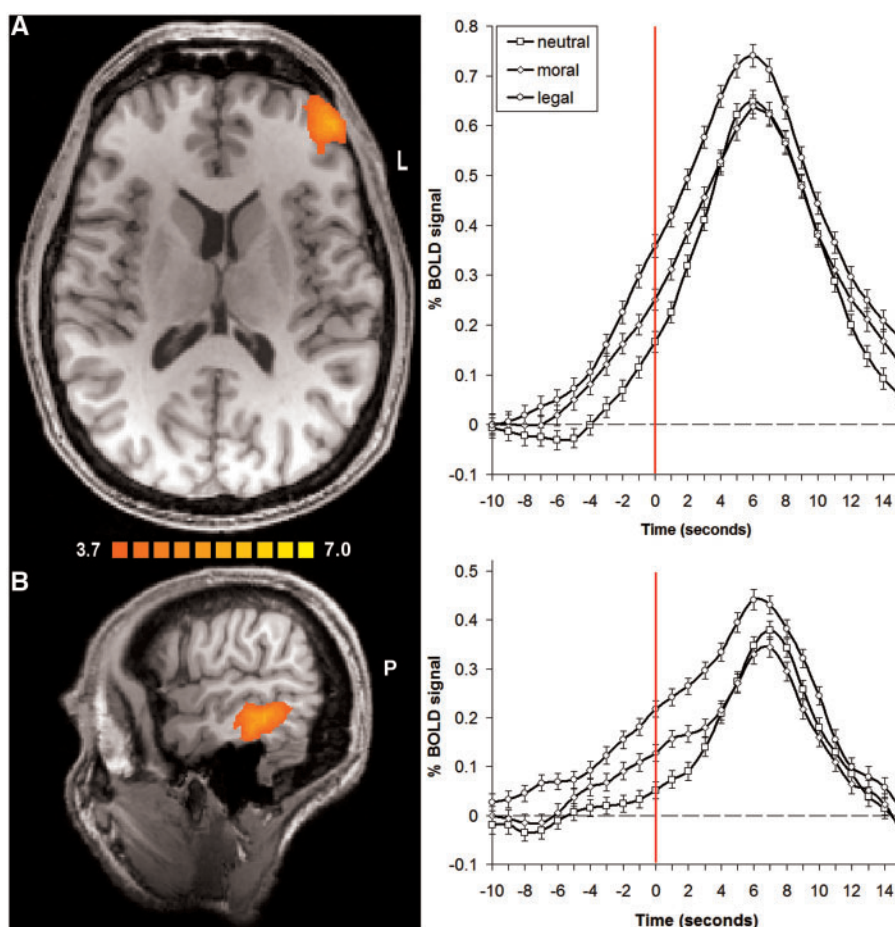 A
L
3.7
7.0
neutral
moral
legal
% BOLD signal
0.8
0.7
0.6
0.5
0.4
0.3
0.2
0.1
0
-0.1
-10 -8 -6 -4 -2 0 2 4 6 8 10 12 14
Time (seconds)
B
P
% BOLD signal
0.5
0.4
0.3
0.2
0.1
0
-0.1
-10 -8 -6 -4 -2 0 2 4 6 8 10 12 14
Time (seconds)